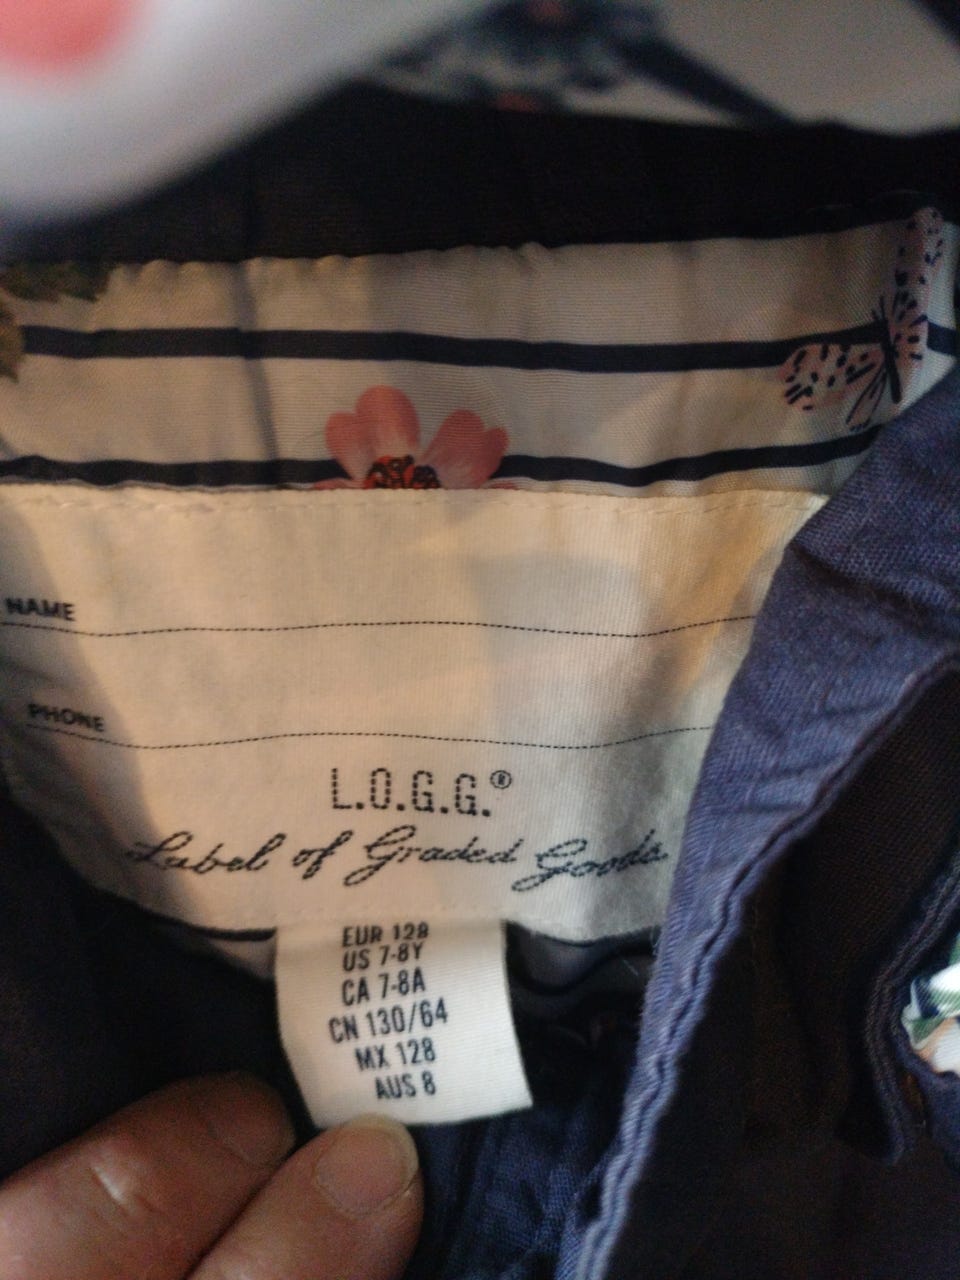 NAME
PHONE
L.O.G.G.®
Label of Graded Goods
EUR 128
US 7-8Y
CA 7-8A
CN 130/64
MX 128
AUS 8